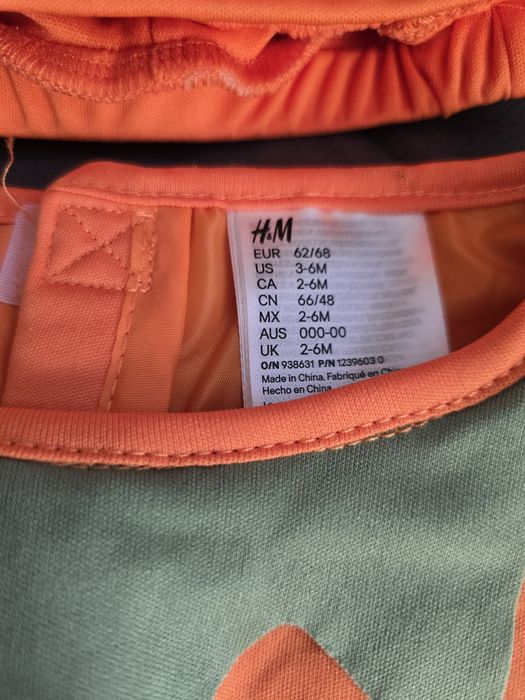 H&M
EUR 62/68
US 3-6M
CA 2-6M
CN 66/48
MX 2-6M
AUS 000-00
UK 2-6M
O/N 938631 P/N 1239603 0
Made in China. Fabriqué en
Hecho en China